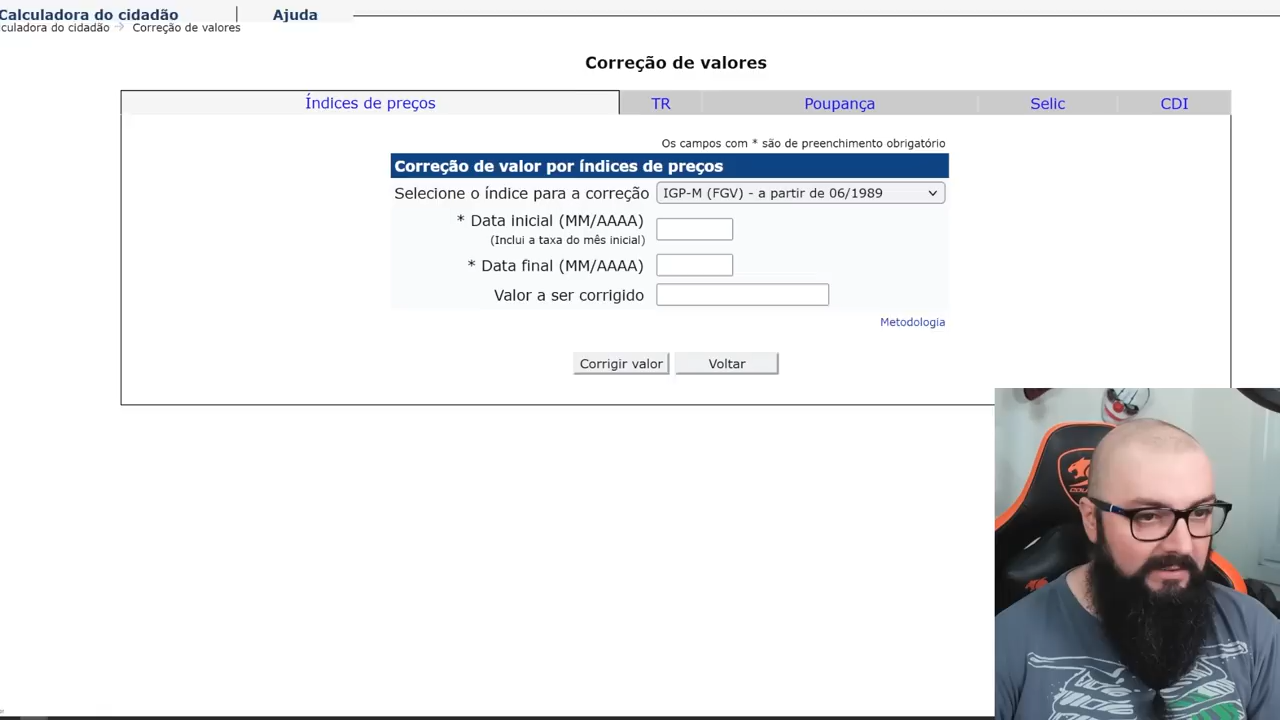 Calculadora do cidadão | Ajuda
culadora do cidadão → Correção de valores
Correção de valores
Índices de preços TR Poupança Selic CDI
Os campos com * são de preenchimento obrigatório
Correção de valor por índices de preços
Selecione o índice para a correção IGP-M (FGV) - a partir de 06/1989
* Data inicial (MM/AAAA)
(Inclui a taxa do mês inicial)
* Data final (MM/AAAA)
Valor a ser corrigido
Metodologia
Corrigir valor Voltar